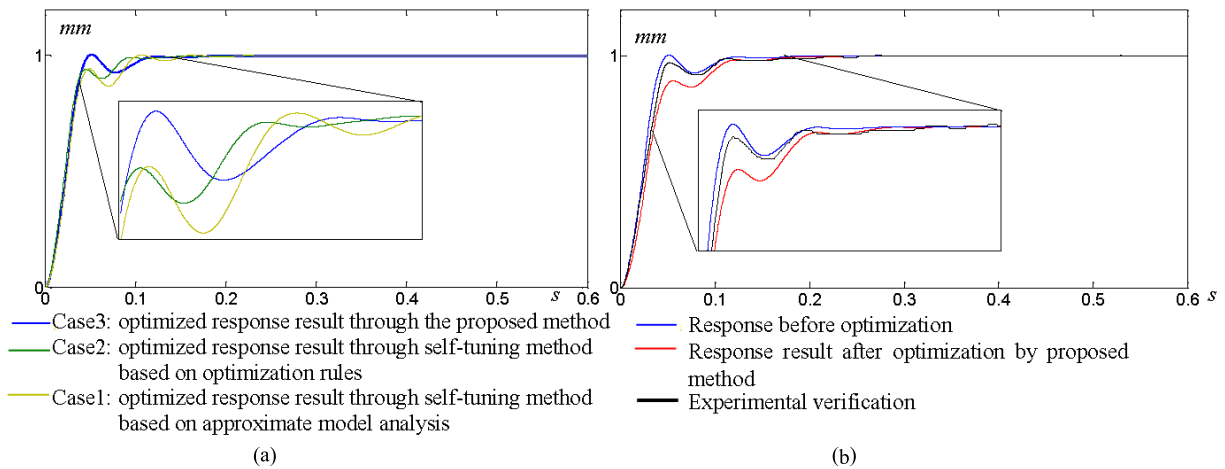 mm
1
0
0
0.1
0.2
0.3
0.4
0.5
s
0.6
Case3: optimized response result through the proposed method
Case2: optimized response result through self-tuning method
based on optimization rules
Case1: optimized response result through self-tuning method
based on approximate model analysis
(a)
mm
1
0
0
0.1
0.2
0.3
0.4
0.5
0.6
s
Response before optimization
Response result after optimization by proposed
method
Experimental verification
(b)